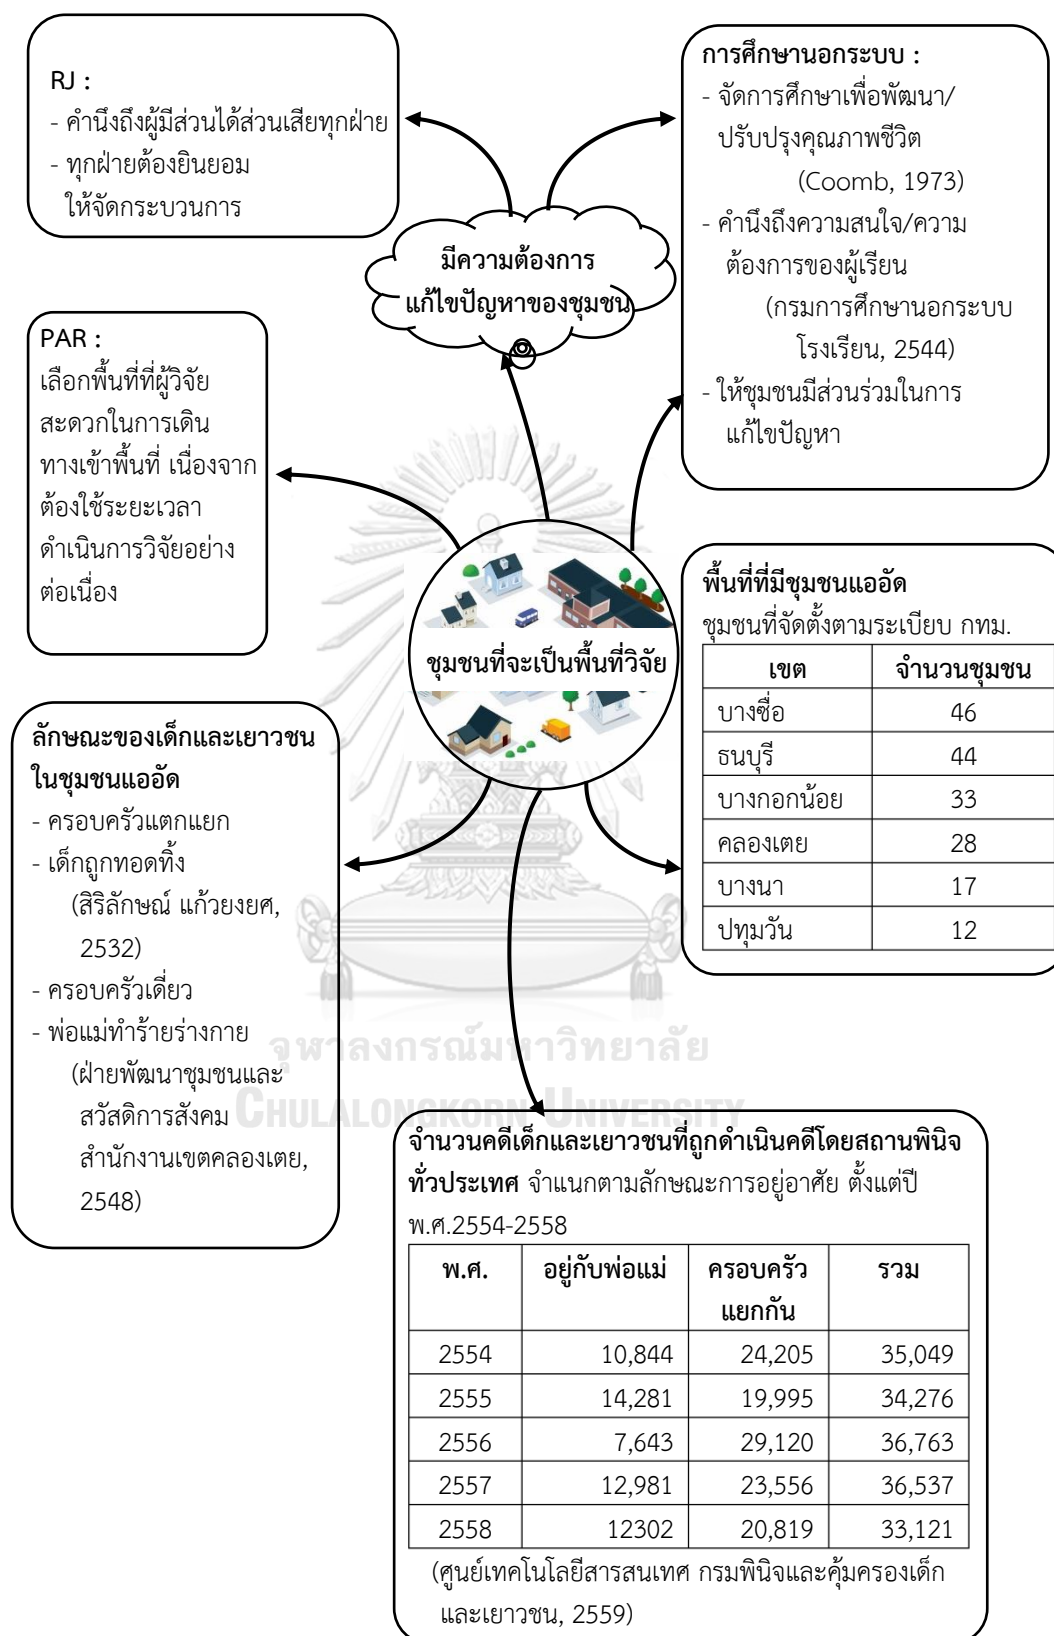 RJ :
- คำนึงถึงผู้มีส่วนได้ส่วนเสียทุกฝ่าย
- ทุกฝ่ายต้องยินยอม
ให้จัดกระบวนการ
การศึกษานอกระบบ :
- จัดการศึกษาเพื่อพัฒนา/
ปรับปรุงคุณภาพชีวิต
(Coomb, 1973)
- คำนึงถึงความสนใจ/ความ
ต้องการของผู้เรียน
(กรมการศึกษานอกระบบ
โรงเรียน, 2544)
- ให้ชุมชนมีส่วนร่วมในการ
แก้ไขปัญหา
มีความต้องการ
แก้ไขปัญหาของชุมชน
PAR :
เลือกพื้นที่ที่ผู้วิจัย
สะดวกในการเดิน
ทางเข้าพื้นที่ เนื่องจาก
ต้องใช้ระยะเวลา
ดำเนินการวิจัยอย่าง
ต่อเนื่อง
ชุมชนที่จะเป็นพื้นที่วิจัย
พื้นที่ที่มีชุมชนแออัด
ชุมชนที่จัดตั้งตามระเบียบ กทม.
เขต จำนวนชุมชน
บางซื่อ 46
ธนบุรี 44
บางกอกน้อย 33
คลองเตย 28
บางนา 17
ปทุมวัน 12
ลักษณะของเด็กและเยาวชน
ในชุมชนแออัด
- ครอบครัวแตกแยก
- เด็กถูกทอดทิ้ง
(สิริลักษณ์ แก้วยงยศ,
2532)
- ครอบครัวเดี่ยว
- พ่อแม่ทำร้ายร่างกาย
(ฝ่ายพัฒนาชุมชนและ
สวัสดิการสังคม
สำนักงานเขตคลองเตย,
2548)
จุฬาลงกรณ์มหาวิทยาลัย
CHULALONGKORN UNIVERSITY
จำนวนคดีเด็กและเยาวชนที่ถูกดำเนินคดีโดยสถานพินิจ
ทั่วประเทศ จำแนกตามลักษณะการอยู่อาศัย ตั้งแต่ปี
พ.ศ.2554-2558
พ.ศ. อยู่กับพ่อแม่ ครอบครัว รวม
แยกกัน
2554 10,844 24,205 35,049
2555 14,281 19,995 34,276
2556 7,643 29,120 36,763
2557 12,981 23,556 36,537
2558 12302 20,819 33,121
(ศูนย์เทคโนโลยีสารสนเทศ กรมพินิจและคุ้มครองเด็ก
และเยาวชน, 2559)